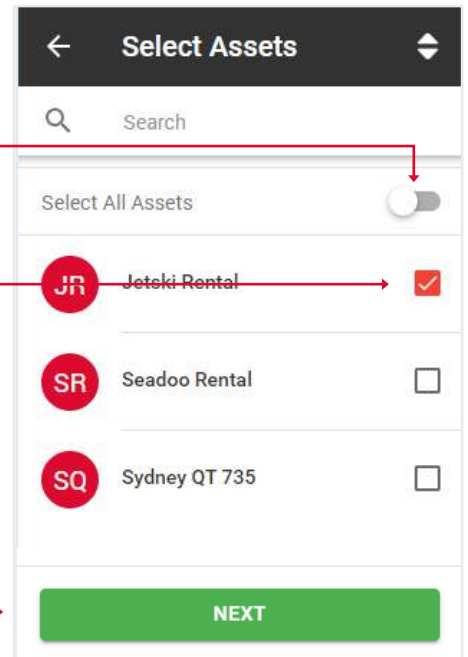 Select Assets
Search
Select All Assets
JR Jetski Rental
SR Seadoo Rental
SQ Sydney QT 735
NEXT